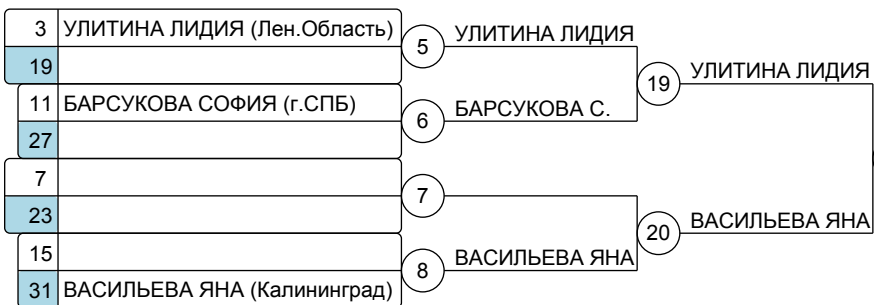 3 УЛИТИНА ЛИДИЯ (Лен.Область)
19
5 УЛИТИНА ЛИДИЯ
11 БАРСУКОВА СОФИЯ (г.СПБ)
27
6 БАРСУКОВА С.
19 УЛИТИНА ЛИДИЯ
7
23
7
15
31 ВАСИЛЬЕВА ЯНА (Калининград)
8 ВАСИЛЬЕВА ЯНА
20 ВАСИЛЬЕВА ЯНА